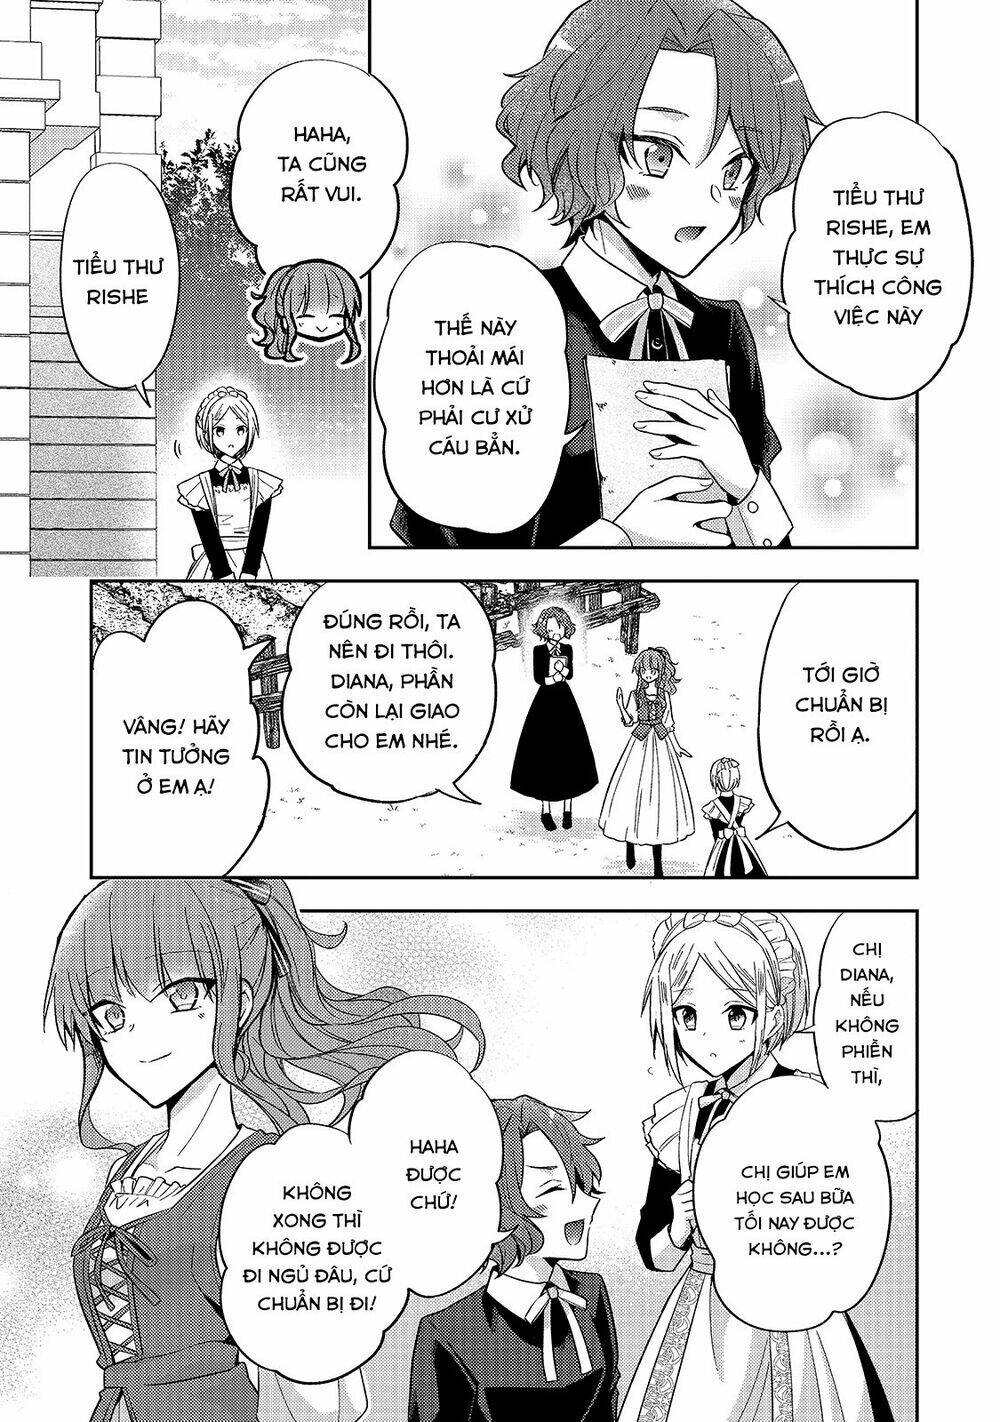 TIỂU THƯ
RISHE, EM
THỰC SỰ
THÍCH CÔNG
VIỆC NÀY
THẾ NÀY
THOẢI MÁI
HƠN LÀ CỨ
PHẢI CƯ XỬ
CÁU BẲN.
HAHA,
TA CŨNG
RẤT VUI.
TIỂU THƯ
RISHE
TỚI GIỜ
CHUẨN BỊ
RỒI Ạ.
ĐÚNG RỒI, TA
NÊN ĐI THÔI.
DIANA, PHẦN
CÒN LẠI GIAO
CHO EM NHÉ.
VÂNG! HÃY
TIN TƯỞNG
Ở EM Ạ!
CHỊ
DIANA,
NẾU
KHÔNG
PHIỀN
THÌ,
CHỊ GIÚP EM
HỌC SAU BỮA
TỐI NAY ĐƯỢC
KHÔNG...?
HAHA
ĐƯỢC
CHỨ!
KHÔNG
XONG THÌ
KHÔNG ĐƯỢC
ĐI NGỦ ĐÂU, CỨ
CHUẨN BỊ ĐI!